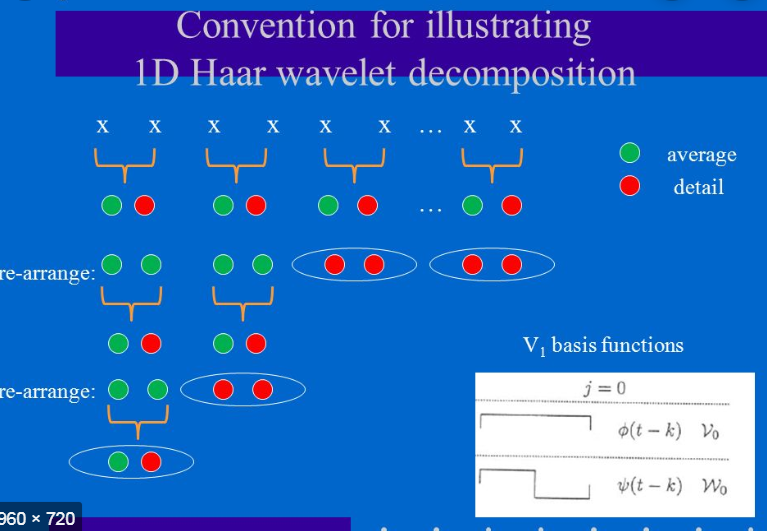 Convention for illustrating
1D Haar wavelet decomposition
x x x x x x … x x
average
detail
…
re-arrange:
V₁ basis functions
re-arrange:
j = 0
ϕ(t − k) 𝒱₀
ψ(t − k) 𝒲₀
960 × 720